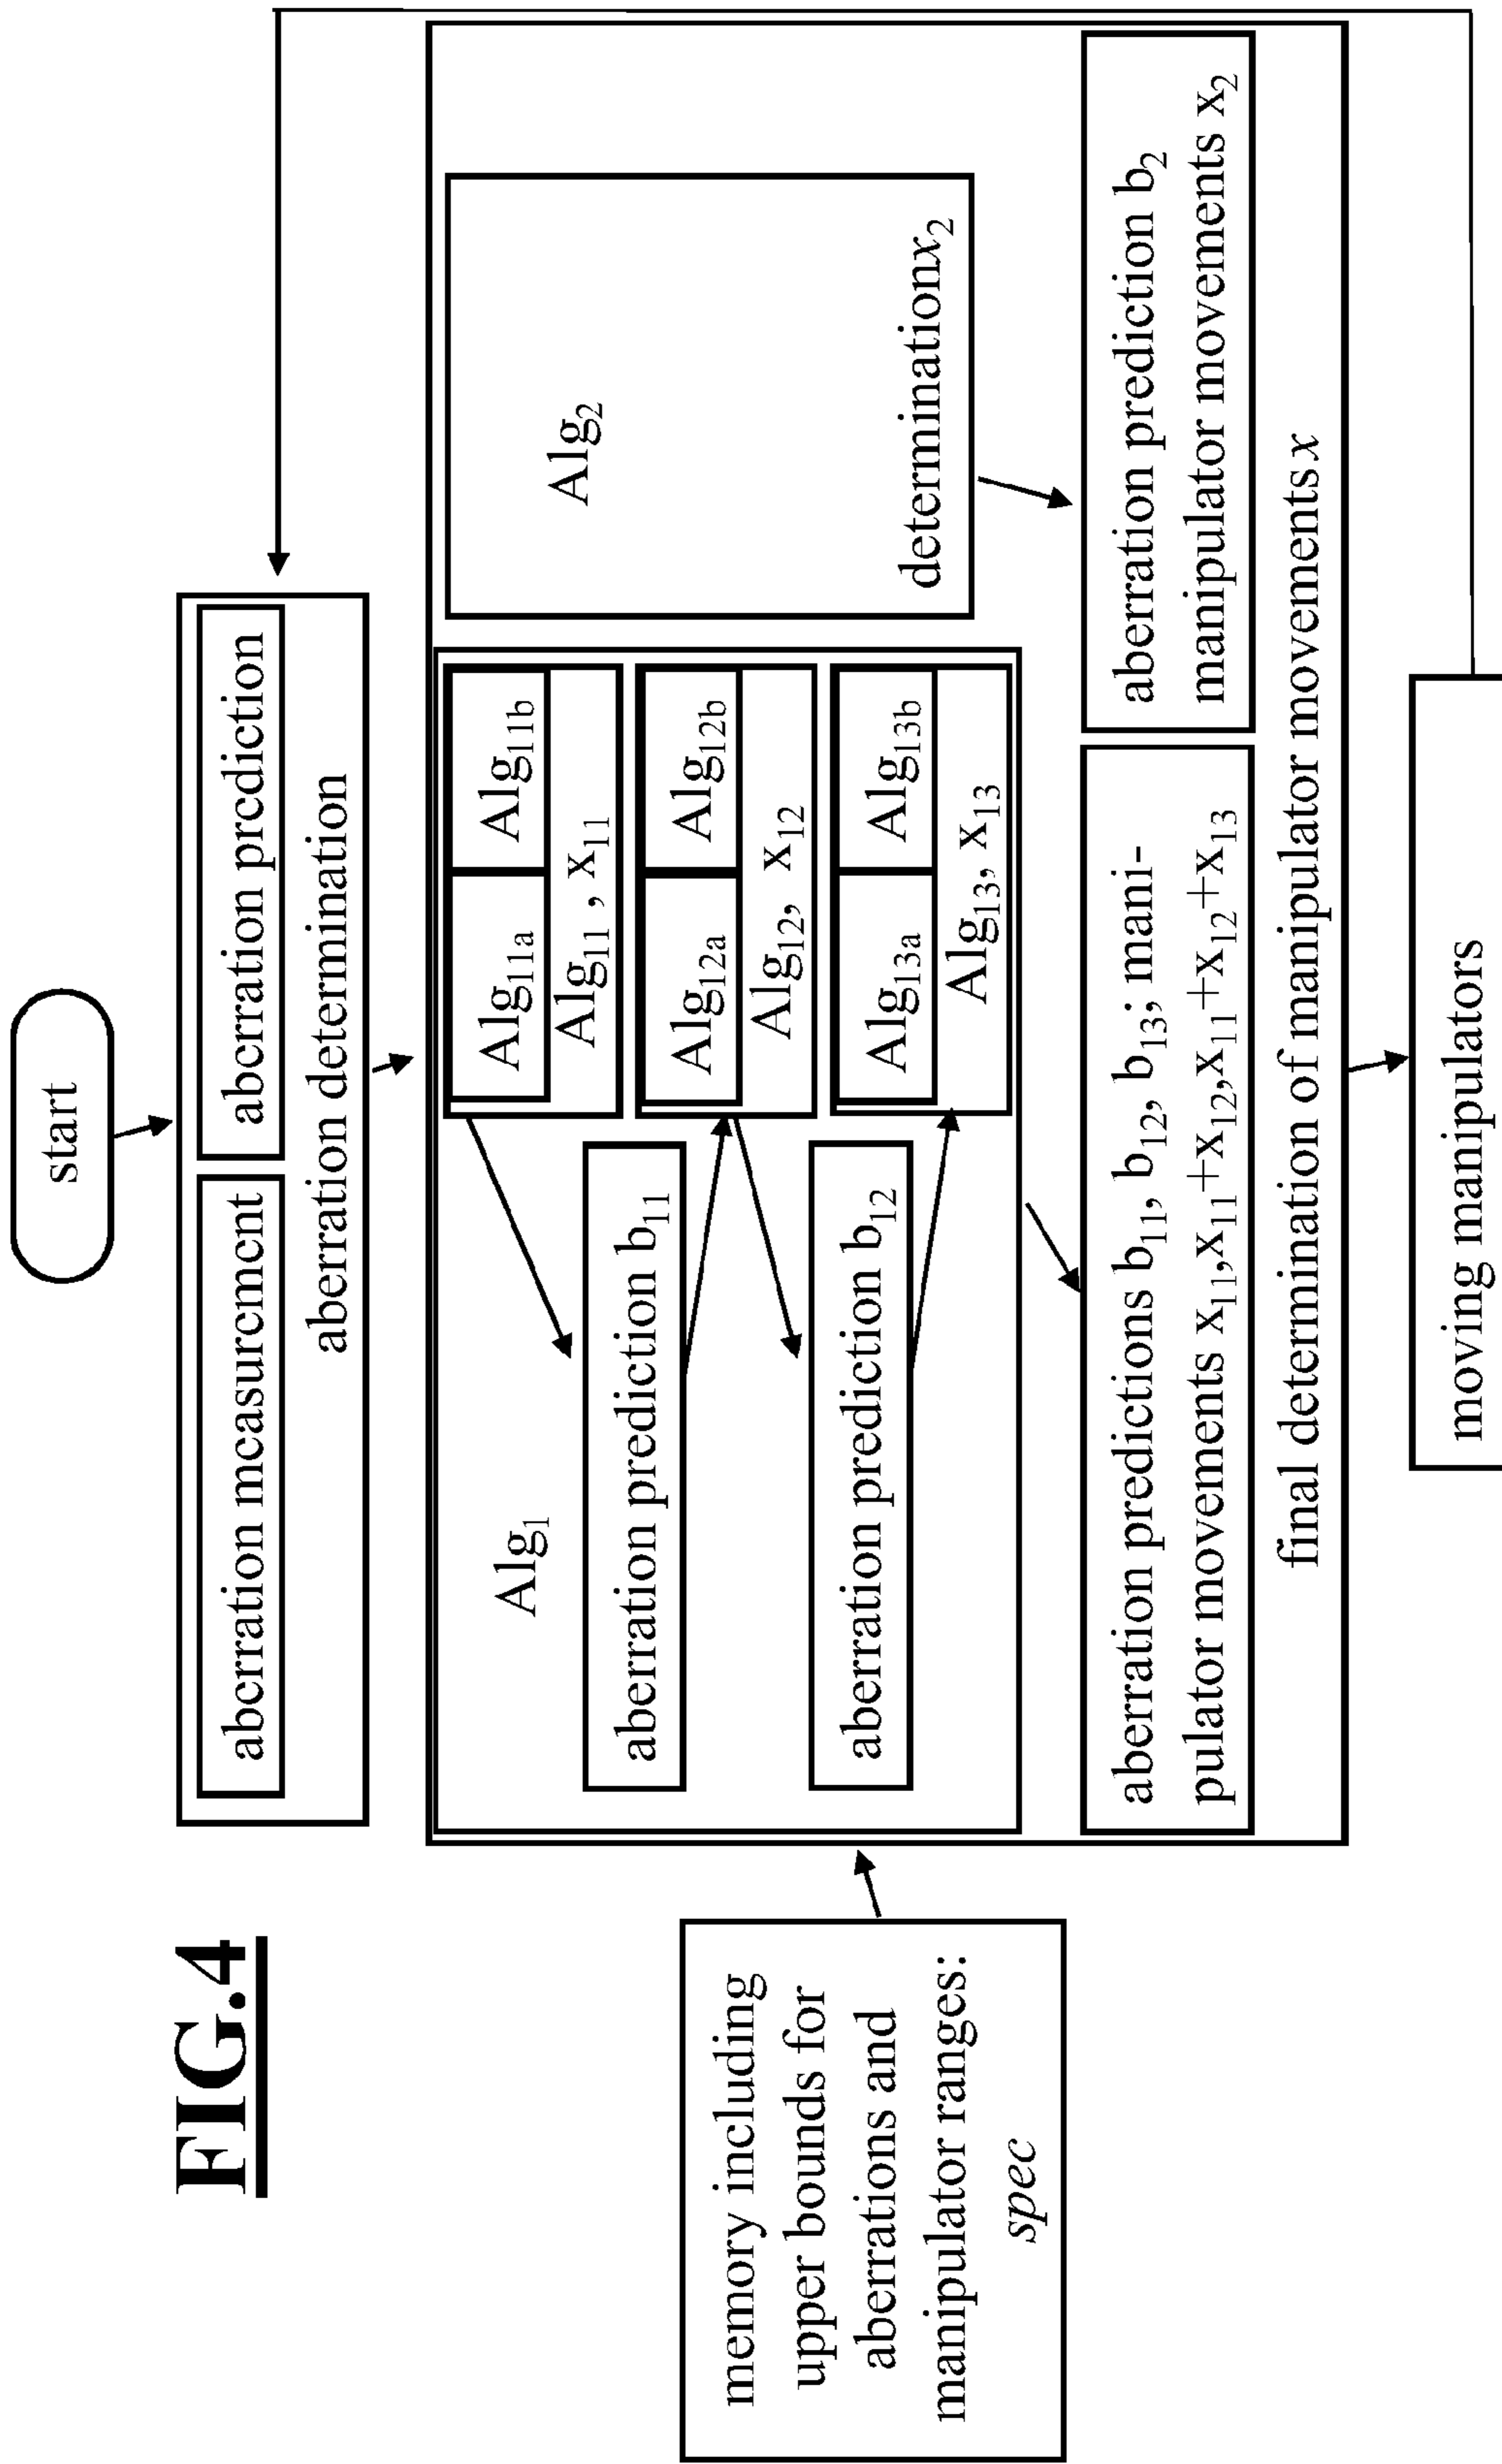 FIG.4
start
aberration measurement
aberration prediction
aberration determination
memory including
upper bounds for
aberrations and
manipulator ranges:
spec
Alg₁
Alg₁₁ₐ
Alg₁₁b
Alg₁₁ , x₁₁
aberration prediction b₁₁
Alg₁₂ₐ
Alg₁₂b
Alg₁₂, x₁₂
aberration prediction b₁₂
Alg₁₃ₐ
Alg₁₃b
Alg₁₃, x₁₃
Alg₂
determinationx₂
aberration predictions b₁₁, b₁₂, b₁₃; mani-
pulator movements x₁₁,x₁₁+x₁₂,x₁₁+x₁₂+x₁₃
aberration prediction b₂
manipulator movements x₂
final determination of manipulator movements x
moving manipulators